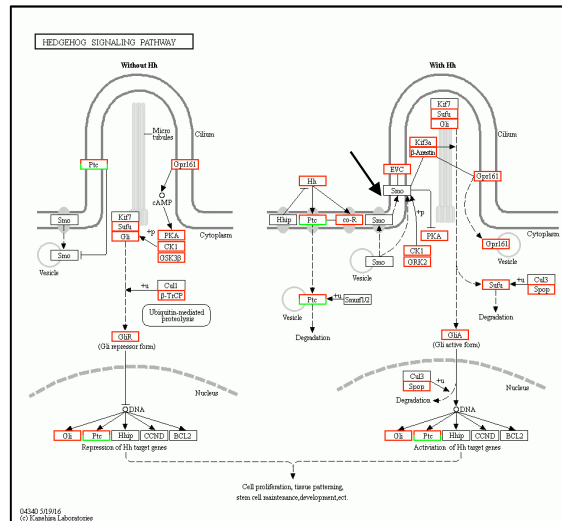 HEDGEHOG SIGNALING PATHWAY
Without Hh
With Hh
Micro
tubules
Cilium
Ptc
Gpr161
cAMP
Smo
Kif7
Sufu
Gli
+p
PKA
CK1
GSK3β
Cytoplasm
Smo
Vesicle
+u
Cul1
β-TrCP
Ubiquitin-mediated
proteolysis
GliR
(Gli repressor form)
Nucleus
DNA
Gli
Ptc
Hhip
CCND
BCL2
Repression of Hh target genes
Kif7
Sufu
Gli
Cilium
Kif3a
β-Arrestin
EVC
Smo
Gpr161
Hh
Hhip
Ptc
co-R
Smo
+p
PKA
Cytoplasm
Gpr161
Vesicle
Smo
Vesicle
CK1
GRK2
Ptc
+u
Smurf1/2
Vesicle
Degradation
Sufu
+u
Cul3
Spop
Degradation
GliA
(Gli active form)
Cul3
Spop
+u
Degradation
Nucleus
DNA
Gli
Ptc
Hhip
CCND
BCL2
Activation of Hh target genes
Cell proliferation, tissue patterning,
stem cell maintenance,development,ect.
04340 5/19/16
(c) Kanehisa Laboratories